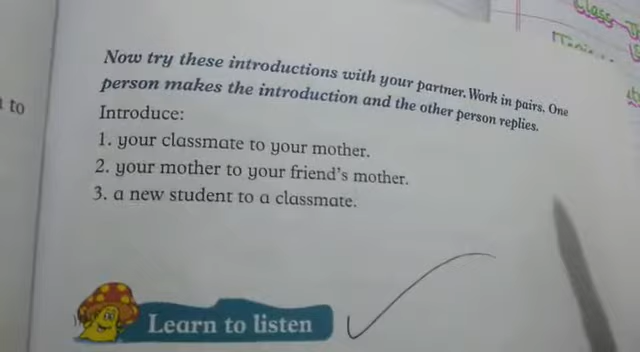 Now try these introductions with your partner. Work in pairs. One
person makes the introduction and the other person replies.
to
Introduce:
1. your classmate to your mother.
2. your mother to your friend's mother.
3. a new student to a classmate.
Learn to listen
Class